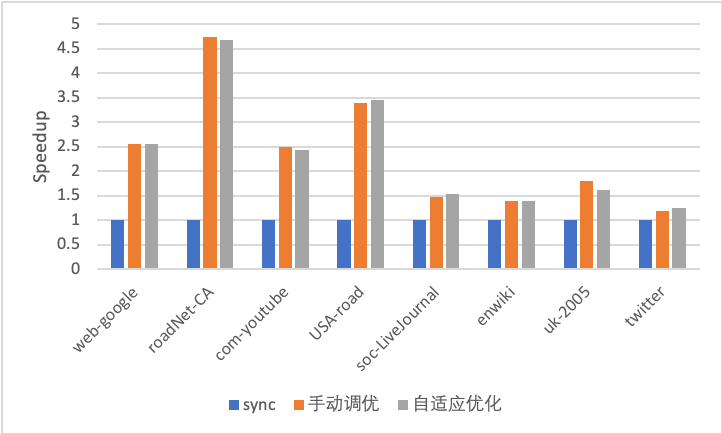 Speedup
5
4.5
4
3.5
3
2.5
2
1.5
1
0.5
0
web-google
roadNet-CA
com-youtube
USA-road
soc-LiveJournal
enwiki
uk-2005
twitter
sync 手动调优 自适应优化